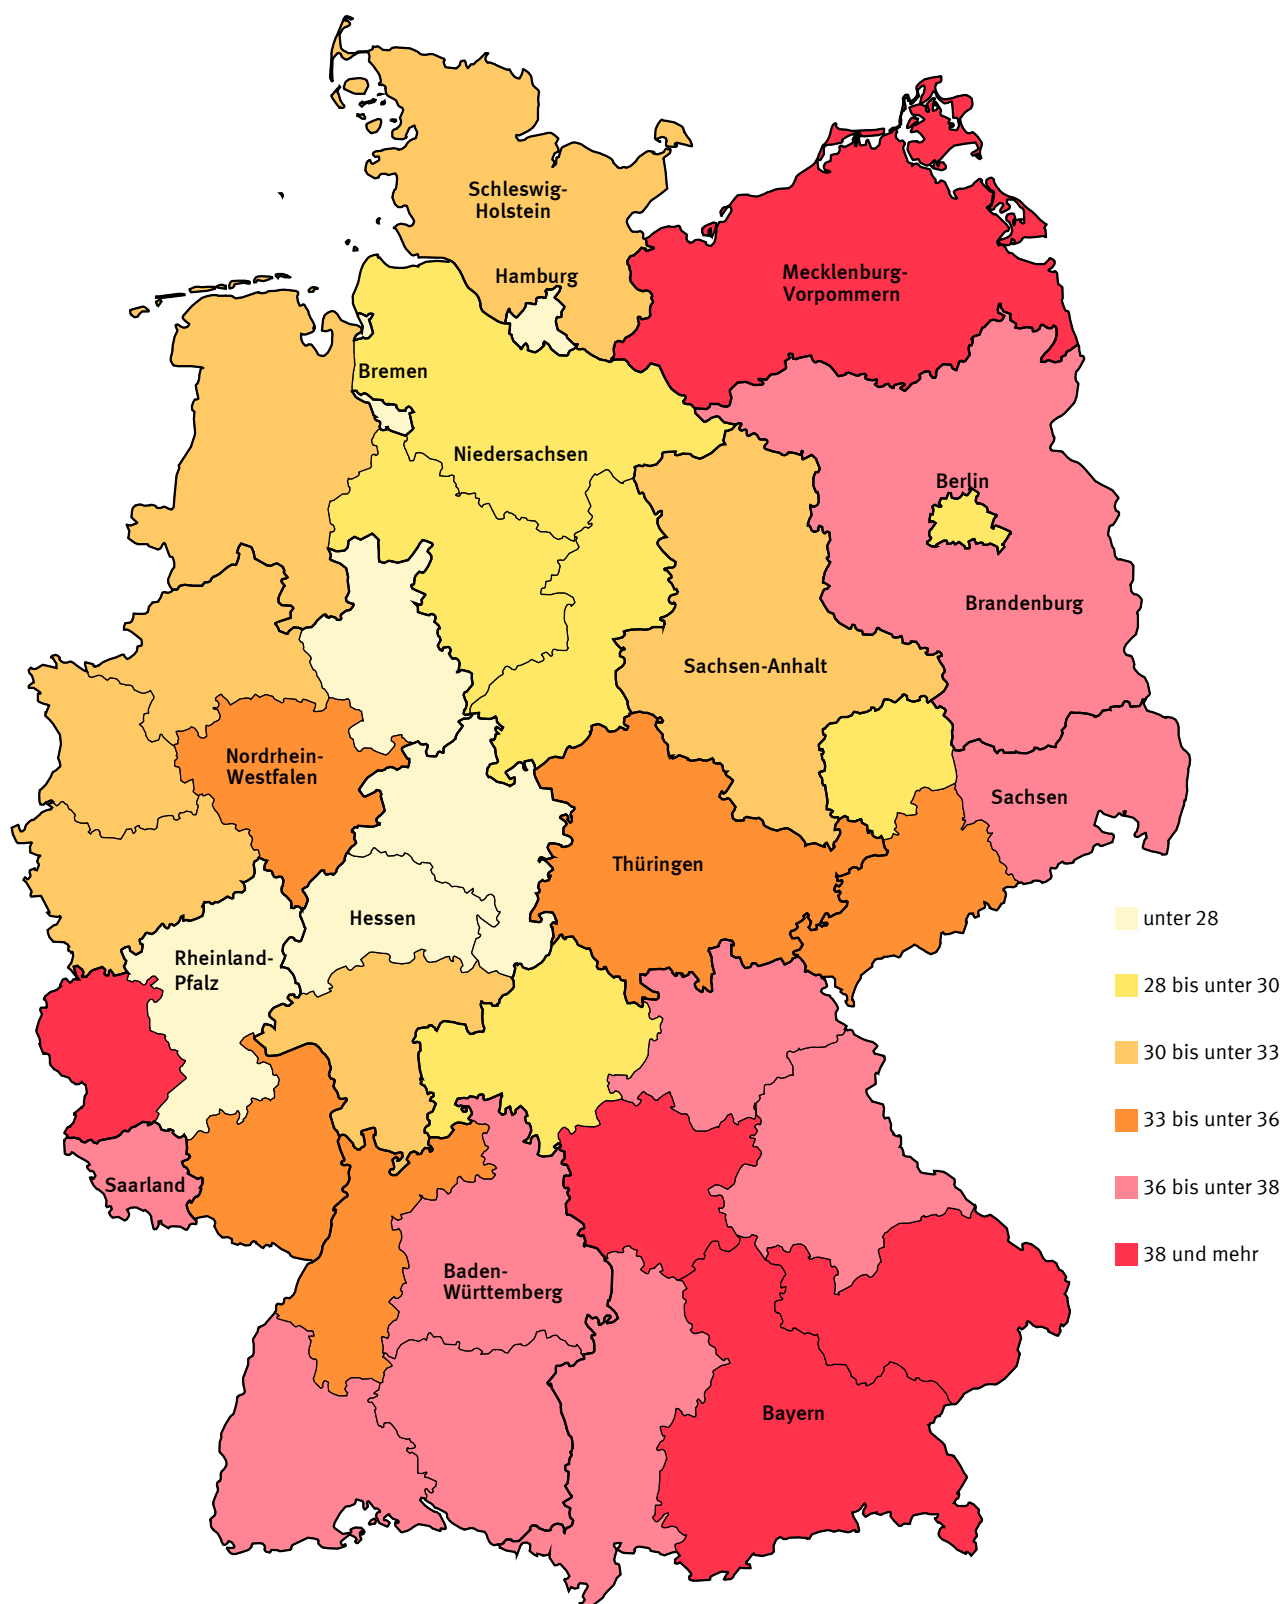 Schleswig-
Holstein
Hamburg
Mecklenburg-
Vorpommern
Bremen
Niedersachsen
Berlin
Brandenburg
Sachsen-Anhalt
Nordrhein-
Westfalen
Sachsen
Thüringen
Hessen
Rheinland-
Pfalz
Saarland
Baden-
Württemberg
Bayern
unter 28
28 bis unter 30
30 bis unter 33
33 bis unter 36
36 bis unter 38
38 und mehr